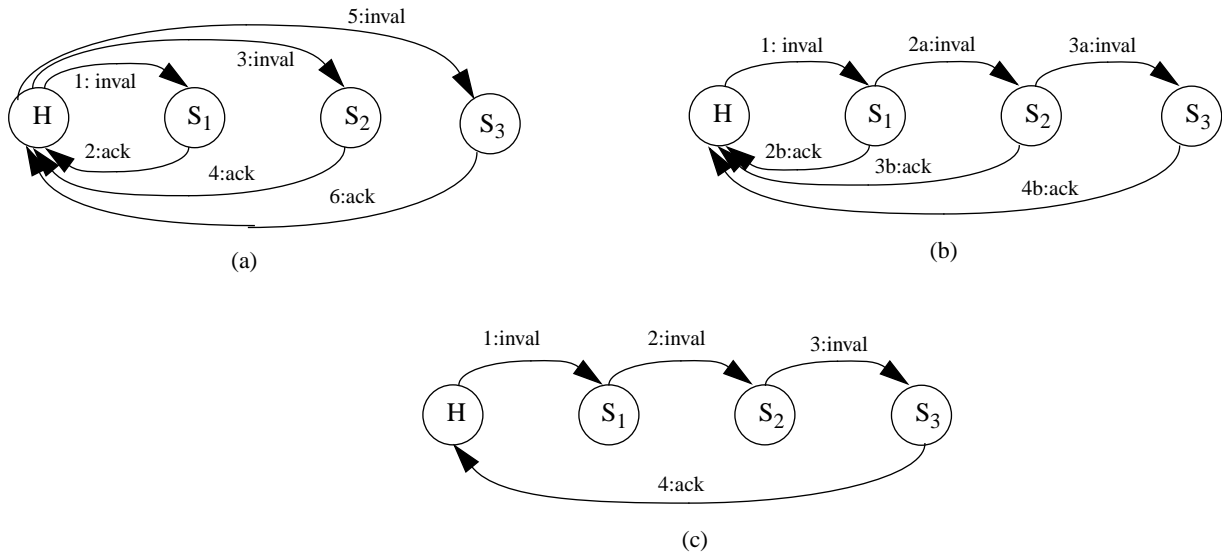 5:inval
3:inval
1: inval
H
S1
S2
S3
2:ack
4:ack
6:ack
(a)
1: inval
2a:inval
3a:inval
H
S1
S2
S3
2b:ack
3b:ack
4b:ack
(b)
1:inval
2:inval
3:inval
H
S1
S2
S3
4:ack
(c)